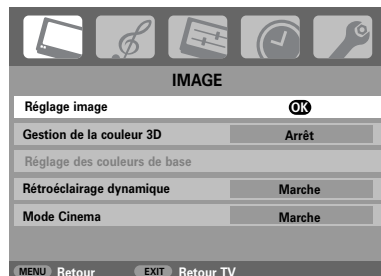 IMAGE
Réglage image OK
Gestion de la couleur 3D Arrêt
Réglage des couleurs de base
Rétroéclairage dynamique Marche
Mode Cinema Marche
MENU Retour EXIT Retour TV